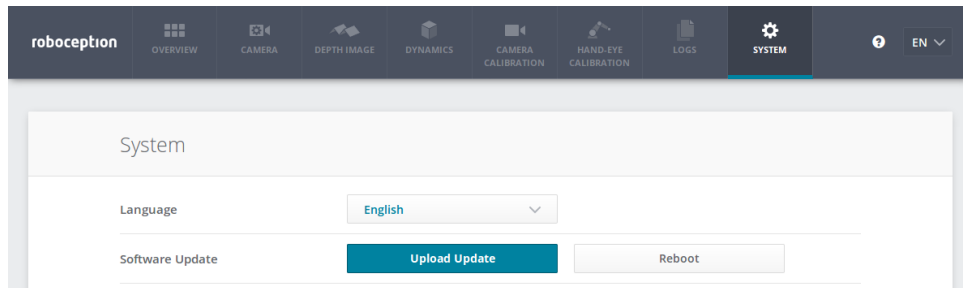 roboception
OVERVIEW
CAMERA
DEPTH IMAGE
DYNAMICS
CAMERA
CALIBRATION
HAND-EYE
CALIBRATION
LOGS
SYSTEM
?
EN
System
Language
English
Software Update
Upload Update
Reboot